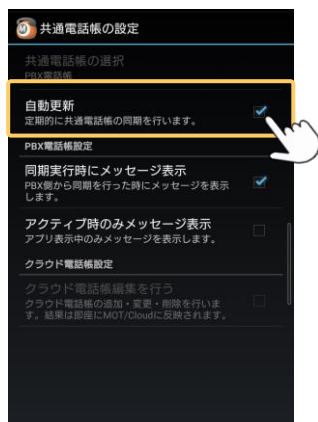 共通電話帳の設定
共通電話帳の選択
PBX電話帳
自動更新
定期的に共通電話帳の同期を行います。
PBX電話帳設定
同期実行時にメッセージ表示
PBX側から同期を行った時にメッセージを表示
します。
アクティブ時のみメッセージ表示
アプリ表示中のみメッセージを表示します。
クラウド電話帳設定
クラウド電話帳編集を行う
クラウド電話帳の追加・変更・削除を行いま
す。結果は即座にMOT/Cloudに反映されます。